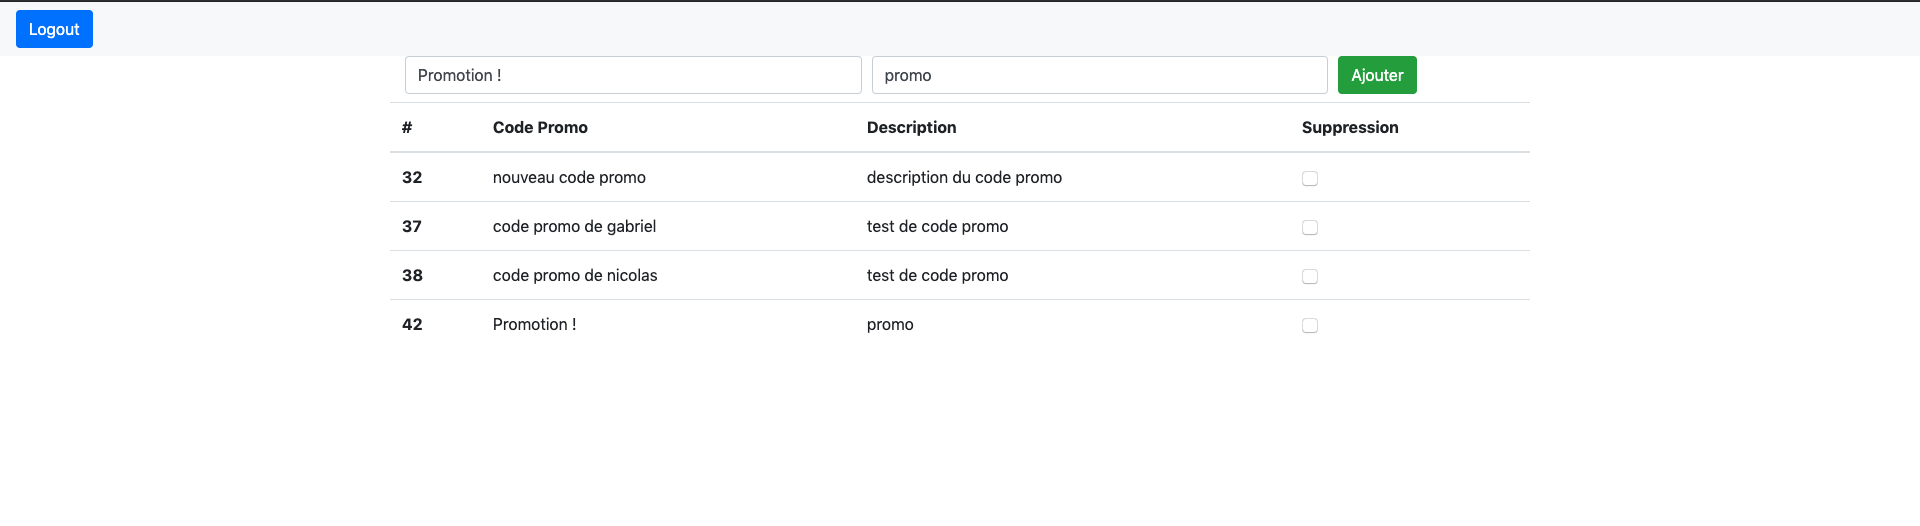 Logout
Promotion ! promo Ajouter
# Code Promo Description Suppression
32 nouveau code promo description du code promo
37 code promo de gabriel test de code promo
38 code promo de nicolas test de code promo
42 Promotion ! promo